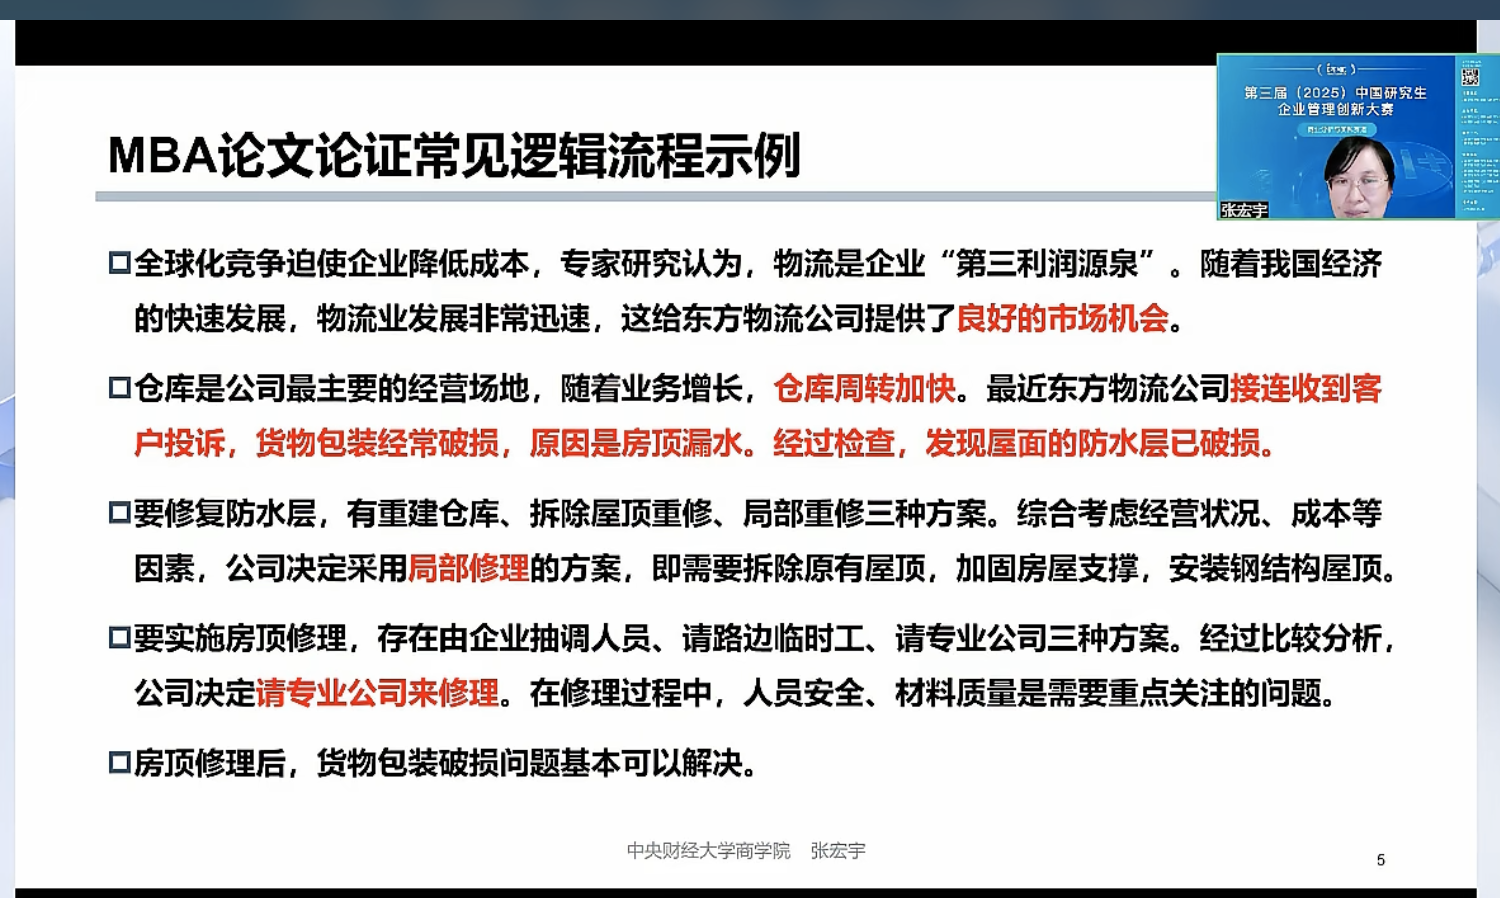 第三届（2025）中国研究生
企业管理创新大赛
张宏宇
MBA论文论证常见逻辑流程示例
全球化竞争迫使企业降低成本，专家研究认为，物流是企业“第三利润源泉”。随着我国经济
的快速发展，物流业发展非常迅速，这给东方物流公司提供了良好的市场机会。
仓库是公司最主要的经营场地，随着业务增长，仓库周转加快。最近东方物流公司接连收到客
户投诉，货物包装经常破损，原因是房顶漏水。经过检查，发现屋面的防水层已破损。
要修复防水层，有重建仓库、拆除屋顶重修、局部重修三种方案。综合考虑经营状况、成本等
因素，公司决定采用局部修理的方案，即需要拆除原有屋顶，加固房屋支撑，安装钢结构屋顶。
要实施房顶修理，存在由企业抽调人员、请路边临时工、请专业公司三种方案。经过比较分析，
公司决定请专业公司来修理。在修理过程中，人员安全、材料质量是需要重点关注的问题。
房顶修理后，货物包装破损问题基本可以解决。
中央财经大学商学院 张宏宇
5